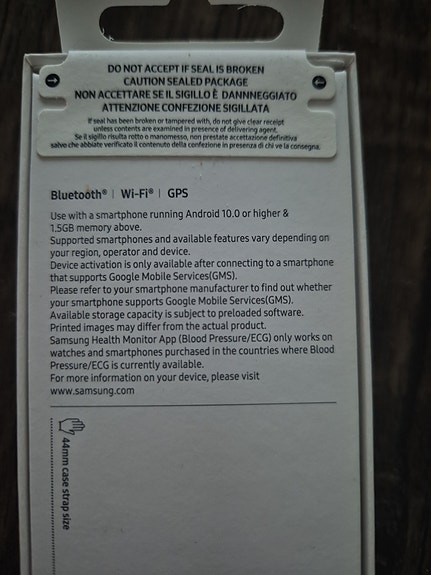 DO NOT ACCEPT IF SEAL IS BROKEN
CAUTION SEALED PACKAGE
NON ACCETTARE SE IL SIGILLO È DANNNEGGIATO
ATTENZIONE CONFEZIONE SIGILLATA
If seal has been broken or tampered with, do not give clear receipt
unless contents are examined in presence of delivering agent.
Se il sigillo risulta rotto o manomesso, non prestate accettazione definitiva
salvo che abbiate verificato il contenuto della confezione in presenza di chi ve la consegna.
Bluetooth® | Wi-Fi® | GPS
Use with a smartphone running Android 10.0 or higher &
1.5GB memory above.
Supported smartphones and available features vary depending on
your region, operator and device.
Device activation is only available after connecting to a smartphone
that supports Google Mobile Services(GMS).
Please refer to your smartphone manufacturer to find out whether
your smartphone supports Google Mobile Services(GMS).
Available storage capacity is subject to preloaded software.
Printed images may differ from the actual product.
Samsung Health Monitor App (Blood Pressure/ECG) only works on
watches and smartphones purchased in the countries where Blood
Pressure/ECG is currently available.
For more information on your device, please visit
www.samsung.com
44mm case strap size